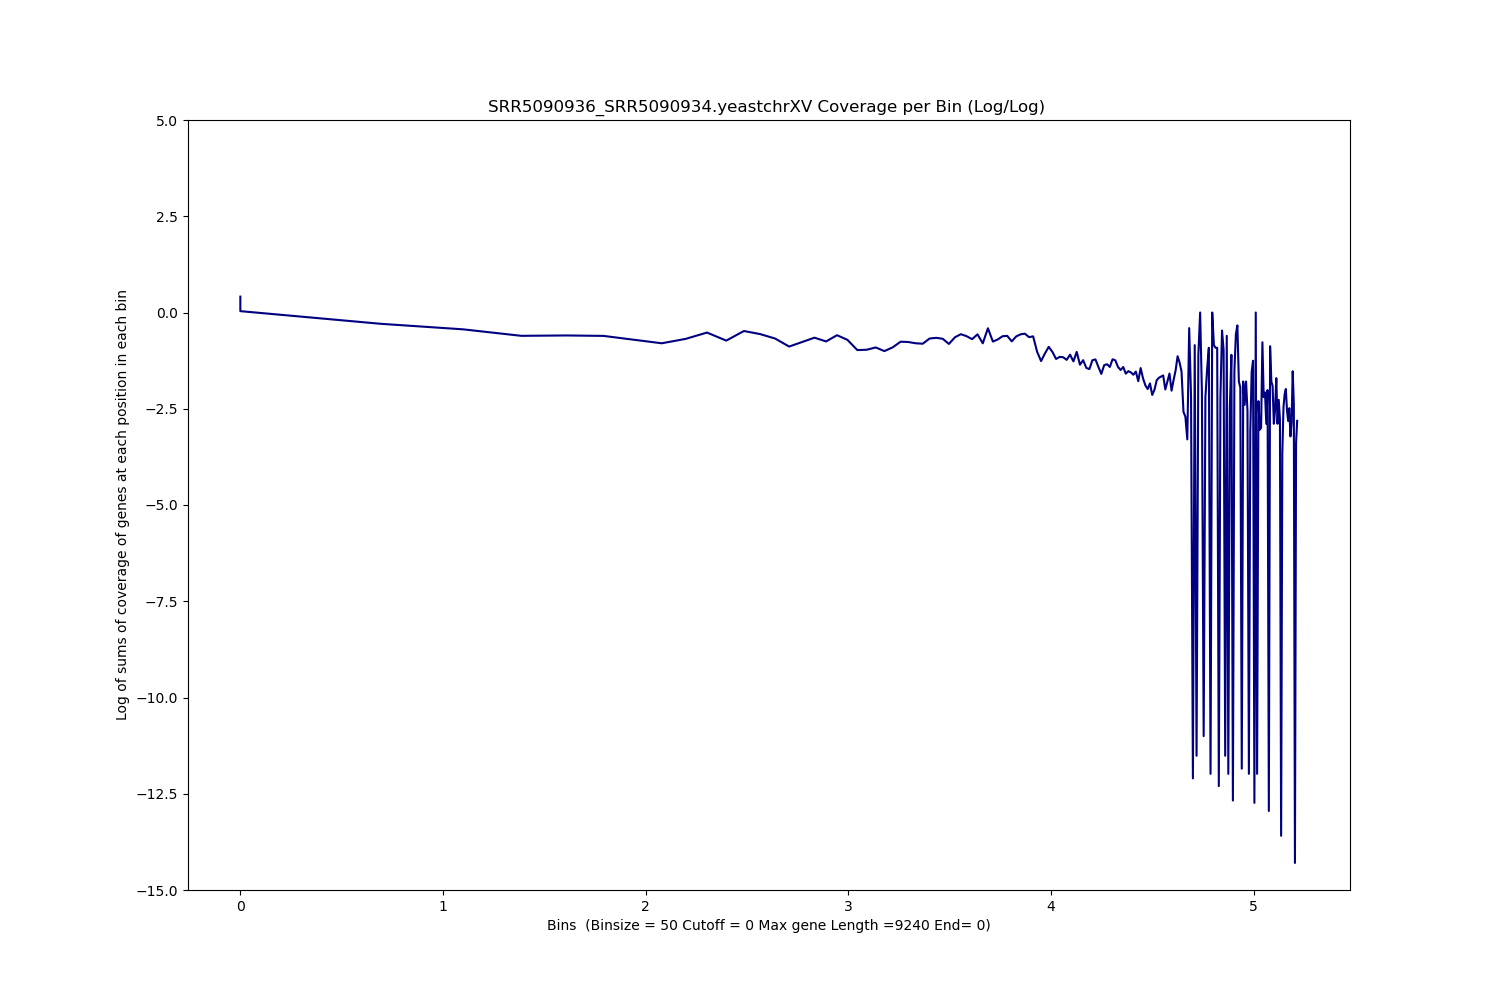 SRR5090936_SRR5090934.yeastchrXV Coverage per Bin (Log/Log)
Log of sums of coverage of genes at each position in each bin
5.0
2.5
0.0
−2.5
−5.0
−7.5
−10.0
−12.5
−15.0
0 1 2 3 4 5
Bins  (Binsize = 50 Cutoff = 0 Max gene Length =9240 End= 0)